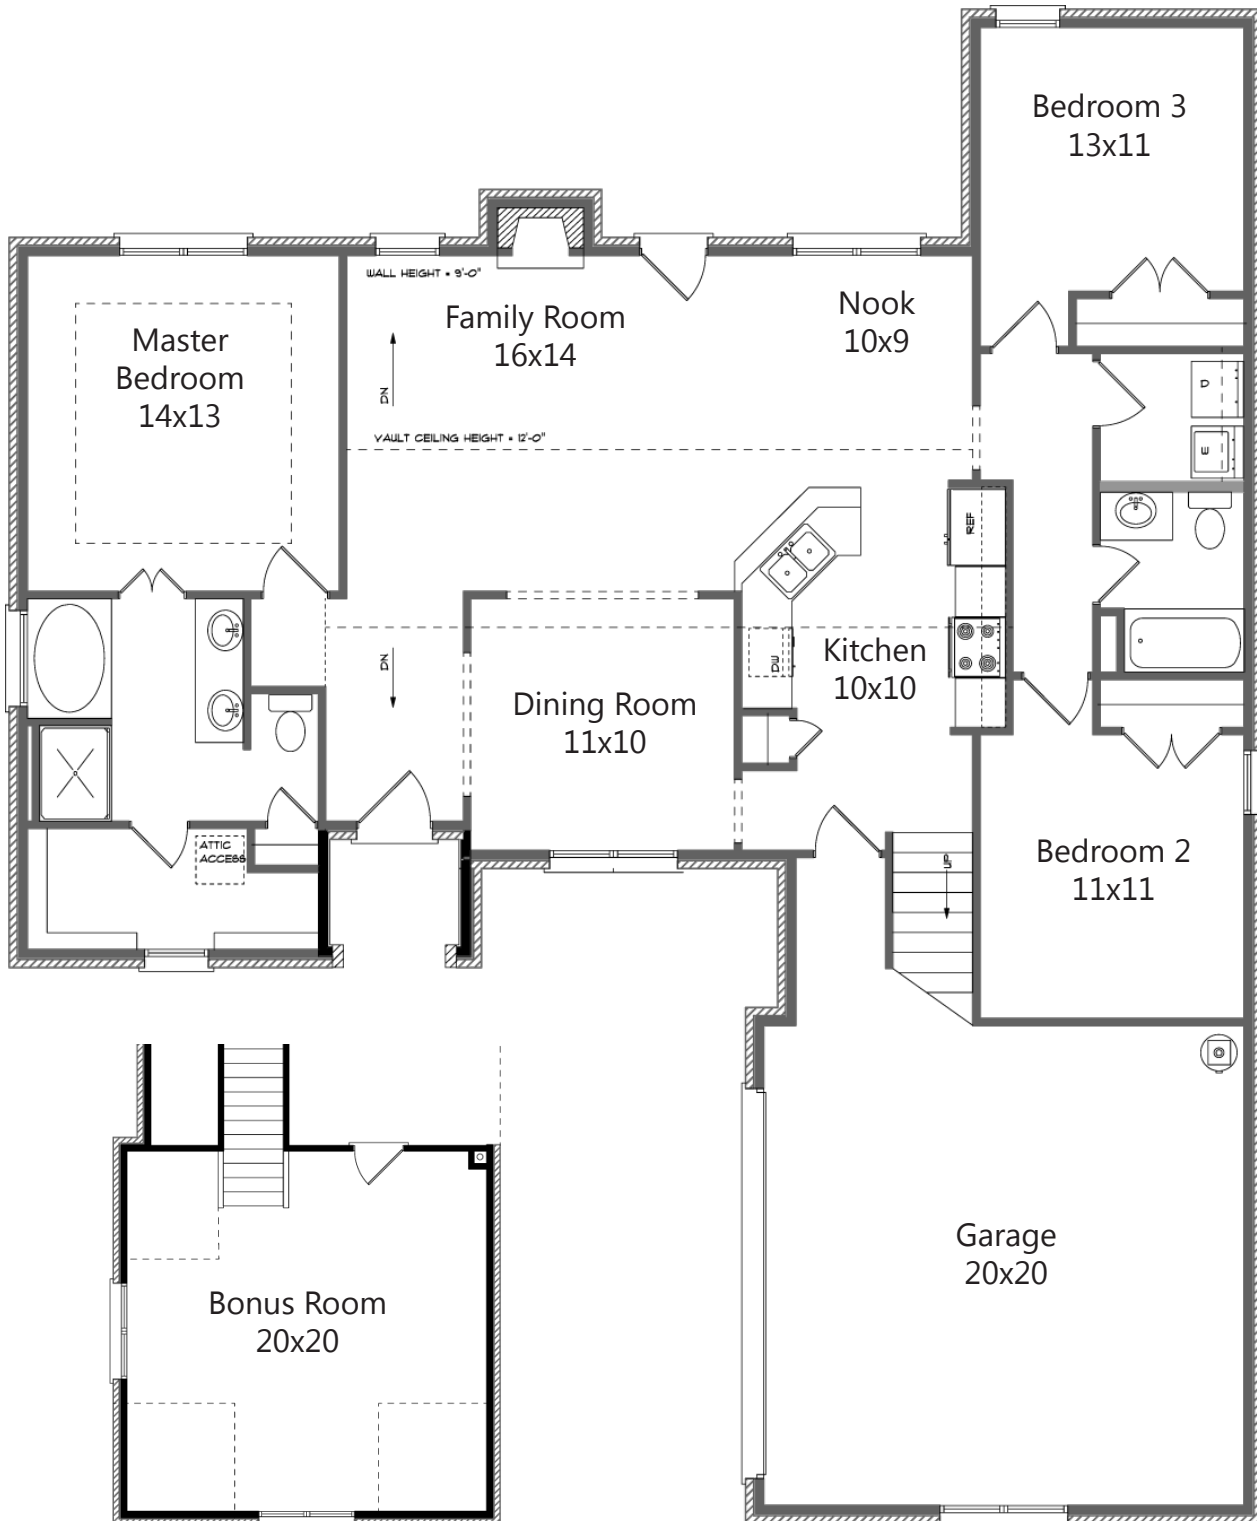 Bedroom 3
13x11
WALL HEIGHT = 9'-0"
Family Room
16x14
Nook
10x9
Master
Bedroom
14x13
DN
VAULT CEILING HEIGHT = 12'-0"
D
E
REF
DN
DW
Kitchen
10x10
Dining Room
11x10
ATTIC
ACCESS
UP
Bedroom 2
11x11
Garage
20x20
Bonus Room
20x20